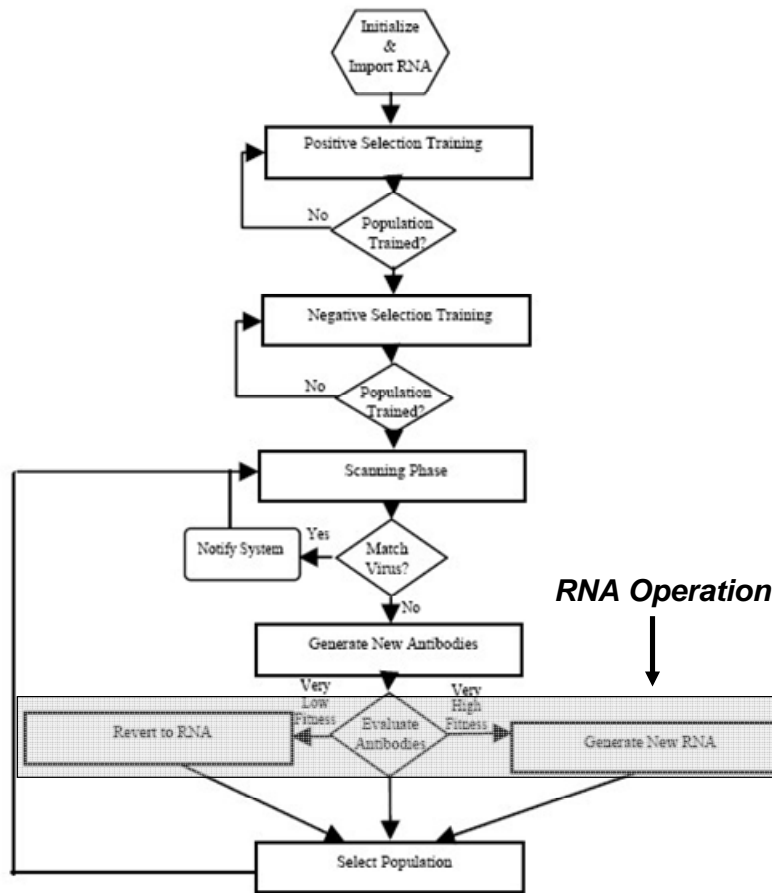 Initialize
&
Import RNA
Positive Selection Training
No
Population
Trained?
Negative Selection Training
No
Population
Trained?
Scanning Phase
Notify System
Yes
Match
Virus?
No
RNA Operation
Generate New Antibodies
Very
Low
Fitness
Very
High
Fitness
Revert to RNA
Evaluate
Antibodies
Generate New RNA
Select Population